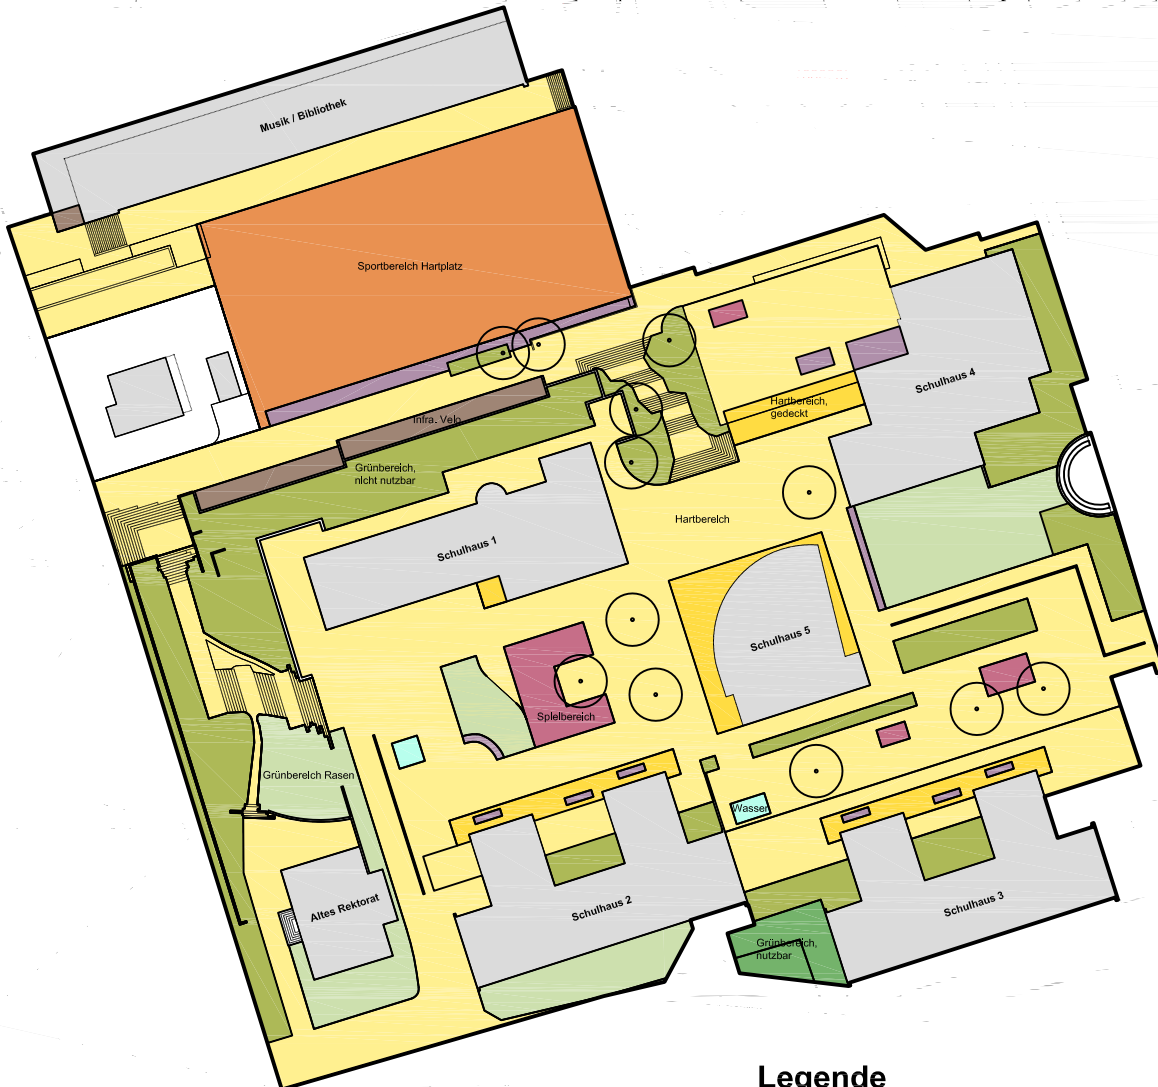 Musik / Bibliothek
Sportbereich Hartplatz
Schulhaus 4
Hartbereich,
gedeckt
Infra. Velo
Grünbereich,
nicht nutzbar
Hartbereich
Schulhaus 1
Schulhaus 5
Spielbereich
Grünbereich Rasen
Wasser
Altes Rektorat
Schulhaus 2
Schulhaus 3
Grünbereich,
nutzbar
Legende